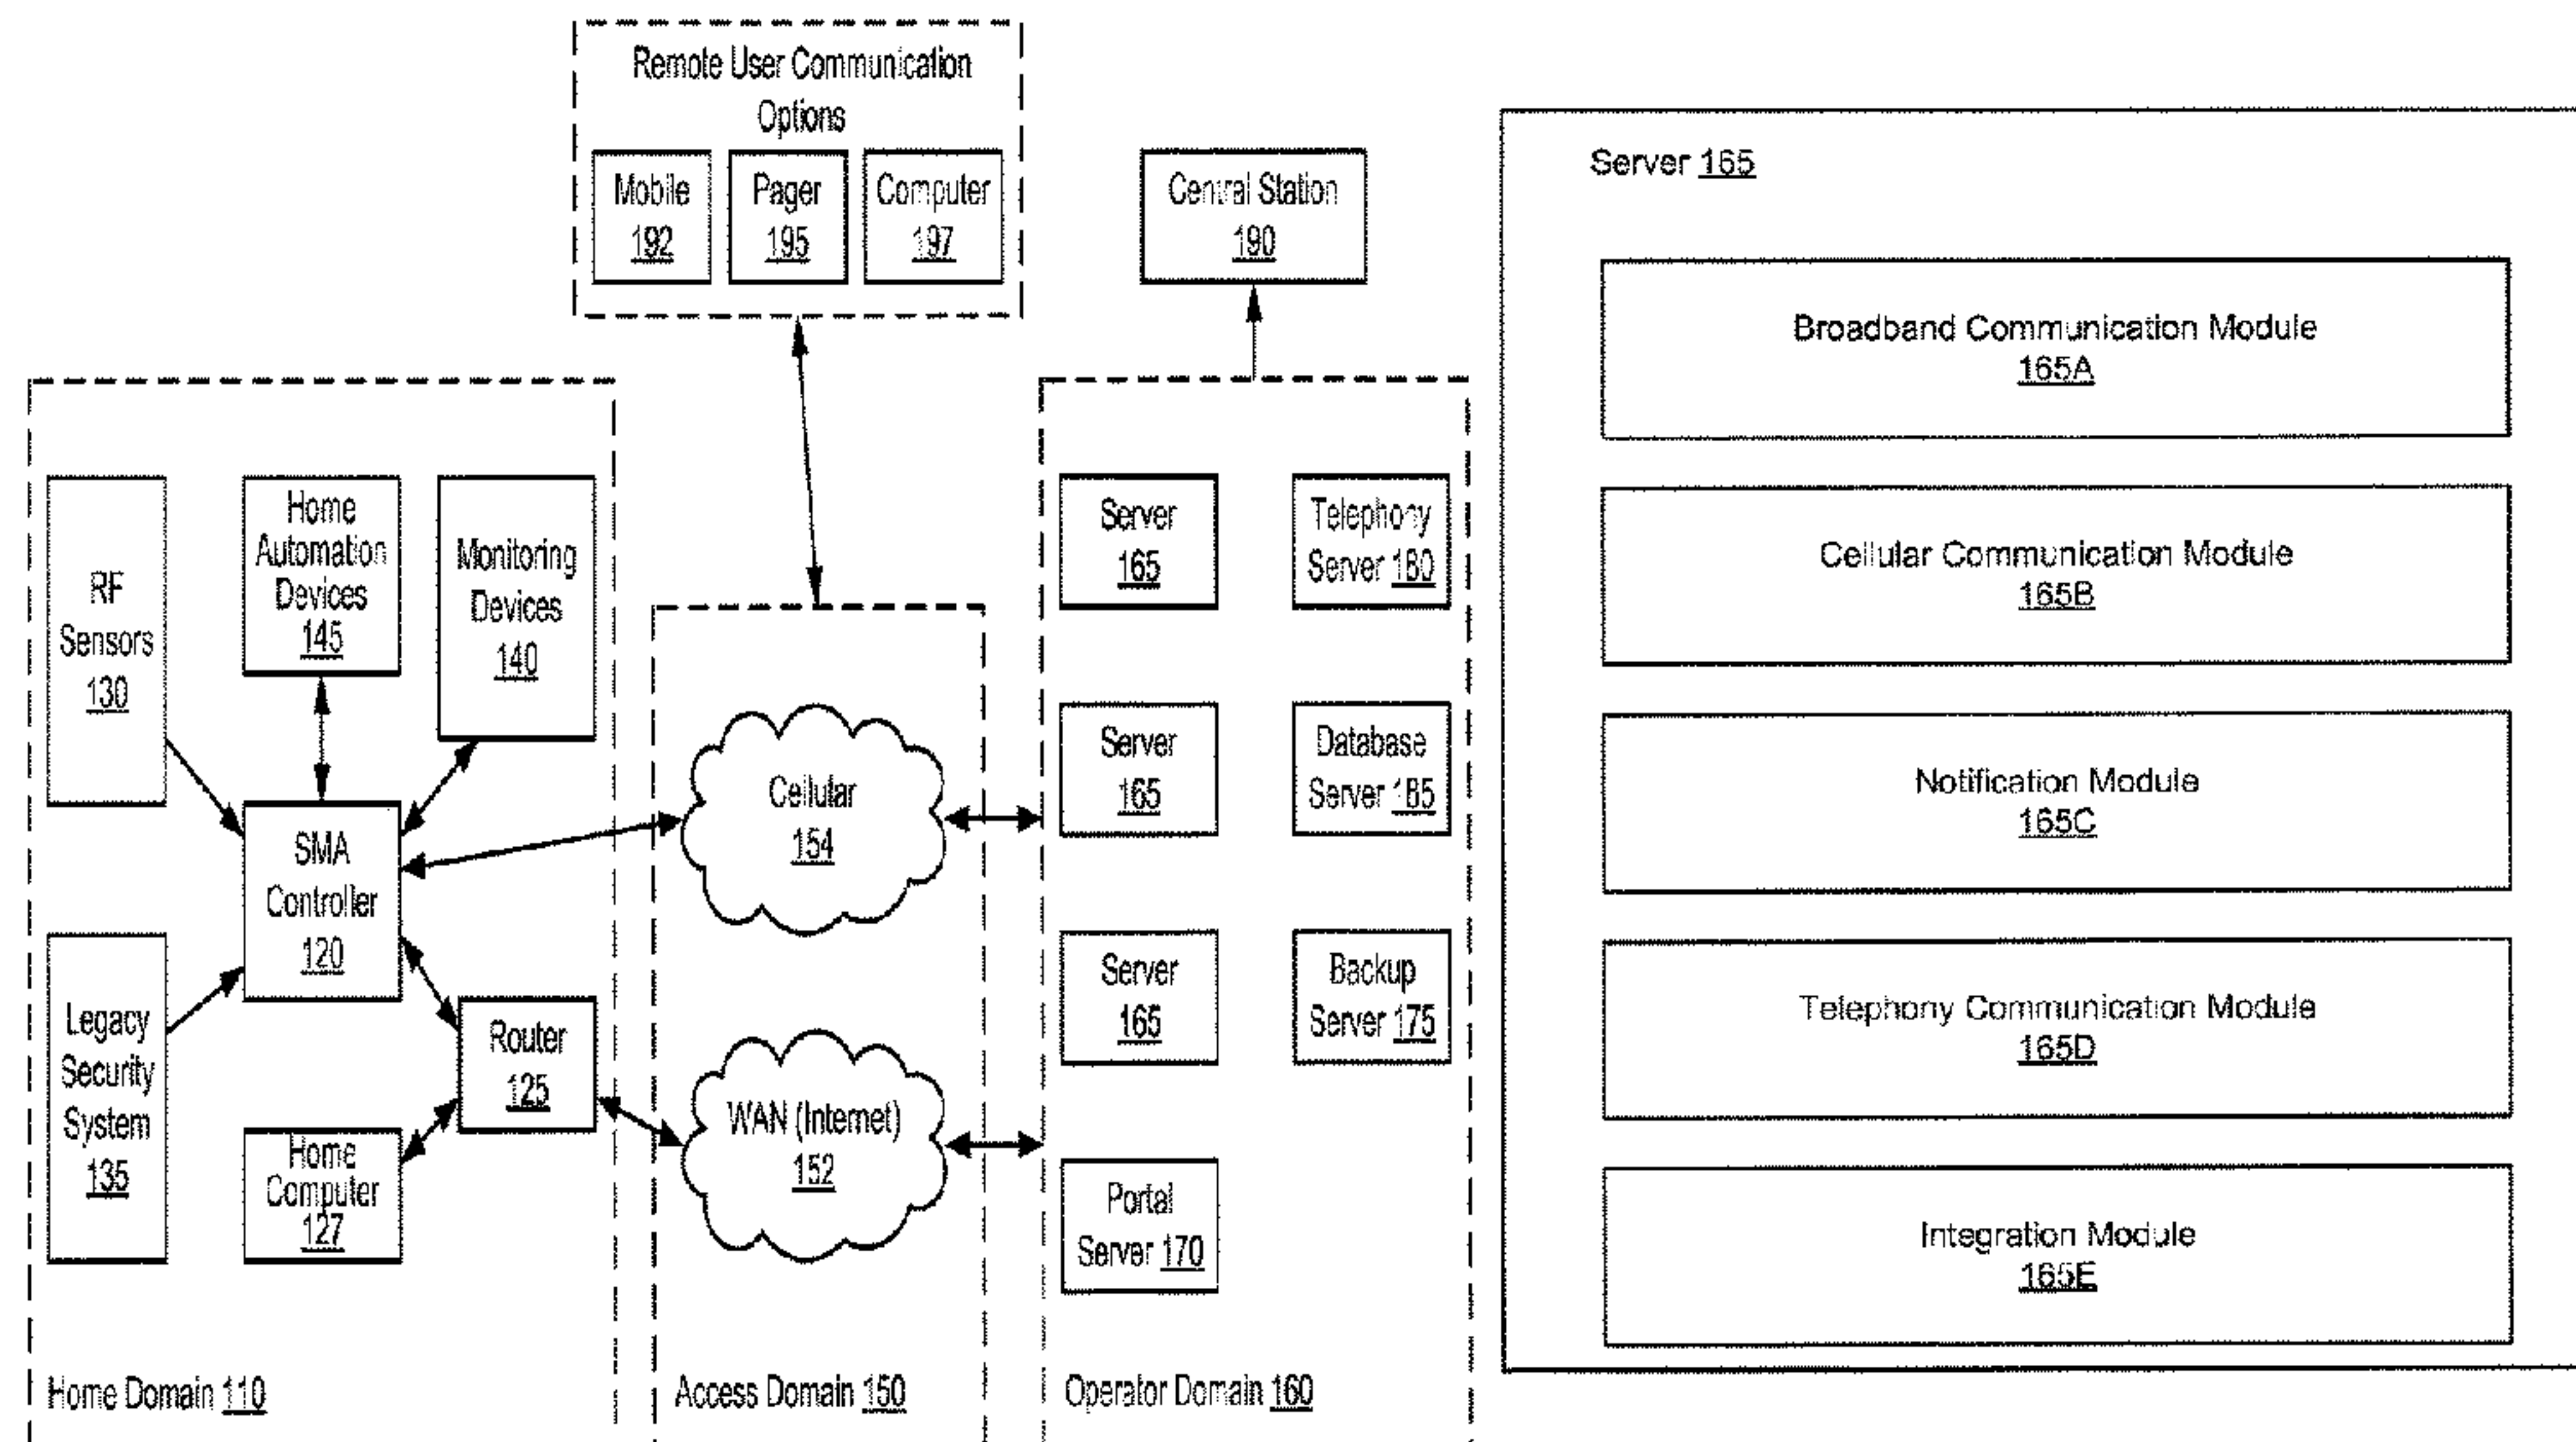 Remote User Communication
Options
Mobile
192
Pager
195
Computer
197
Central Station
190
RF
Sensors
130
Home
Automation
Devices
145
Monitoring
Devices
140
SMA
Controller
120
Legacy
Security
System
135
Router
125
Home
Computer
127
Home Domain 110
Cellular
154
WAN (Internet)
152
Access Domain 150
Server
165
Telephony
Server 180
Server
165
Database
Server 185
Server
165
Backup
Server 175
Portal
Server 170
Operator Domain 160
Server 165
Broadband Communication Module
165A
Cellular Communication Module
165B
Notification Module
165C
Telephony Communication Module
165D
Integration Module
165E